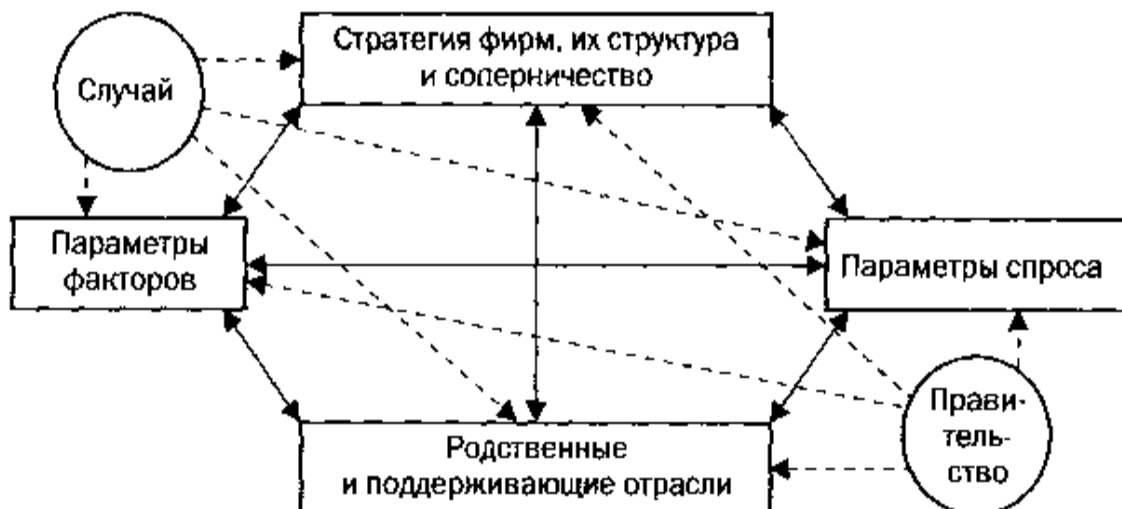 Стратегия фирм, их структура
и соперничество
Случай
Параметры
факторов
Параметры спроса
Прави-
тель-
ство
Родственные
и поддерживающие отрасли